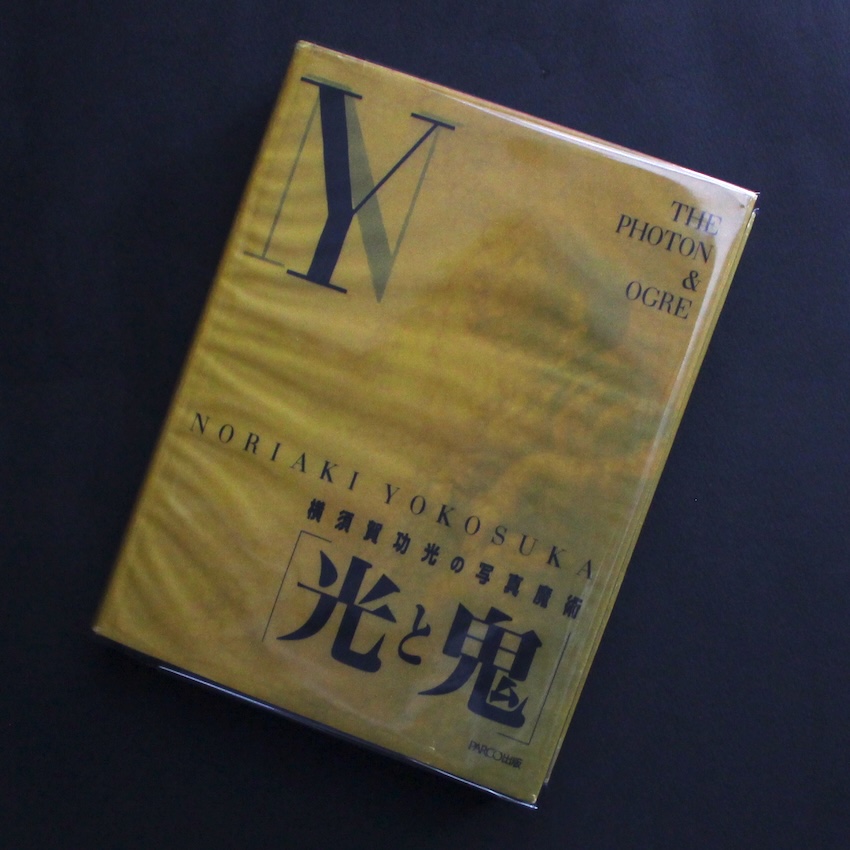 NY
THE
PHOTON
&
OGRE
NORIAKI YOKOSUKA
横須賀功光の写真魔術
「光と鬼」
PARCO出版